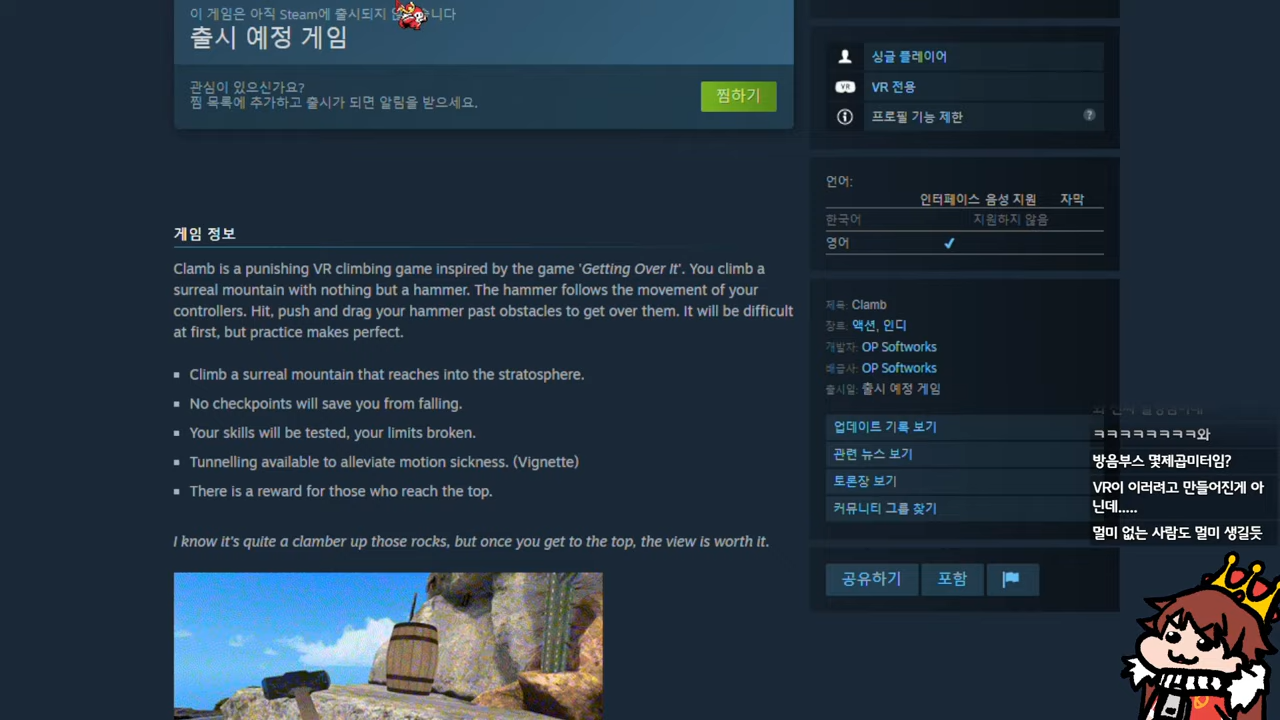 이 게임은 아직 Steam에 출시되지 않습니다
출시 예정 게임
관심이 있으신가요?
찜 목록에 추가하고 출시가 되면 알림을 받으세요.
찜하기
게임 정보
Clamb is a punishing VR climbing game inspired by the game 'Getting Over It'. You climb a
surreal mountain with nothing but a hammer. The hammer follows the movement of your
controllers. Hit, push and drag your hammer past obstacles to get over them. It will be difficult
at first, but practice makes perfect.
Climb a surreal mountain that reaches into the stratosphere.
No checkpoints will save you from falling.
Your skills will be tested, your limits broken.
Tunnelling available to alleviate motion sickness. (Vignette)
There is a reward for those who reach the top.
I know it's quite a clamber up those rocks, but once you get to the top, the view is worth it.
싱글 플레이어
VR
VR 전용
프로필 기능 제한
?
언어:
인터페이스 음성 지원 자막
한국어 지원하지 않음
영어
제목: Clamb
장르: 액션, 인디
개발자: OP Softworks
배급사: OP Softworks
출시일: 출시 예정 게임
업데이트 기록 보기
관련 뉴스 보기
토론장 보기
커뮤니티 그룹 찾기
공유하기
포함
ㅋㅋㅋㅋㅋㅋㅋㅋ와
방음부스 몇제곱미터임?
VR이 이러려고 만들어진게 아
닌데.....
멀미 없는 사람도 멀미 생길듯